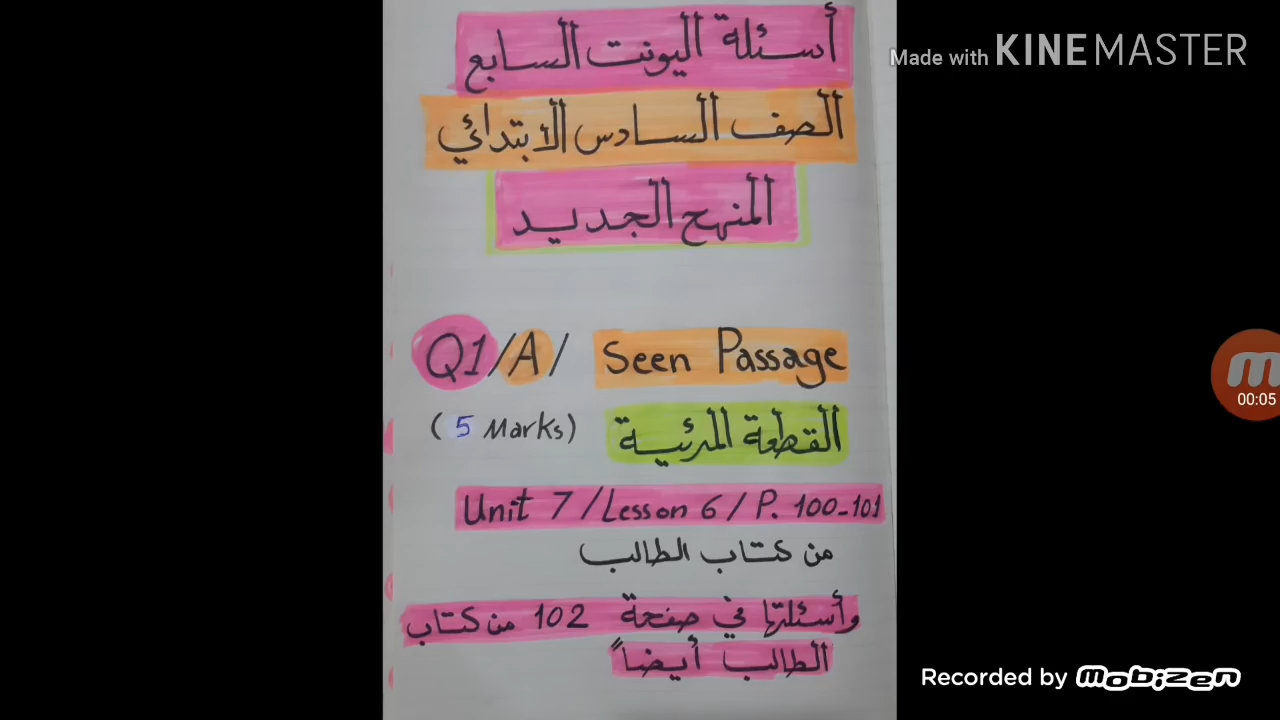 أسئلة اليونت السابع
Made with KINEMASTER
الصف السادس الأبتدائي
المنهج الجديد
Q1/A/ Seen Passage
(5 Marks) القطعة المرئية
00:05
Unit 7/Lesson 6/P. 100-101
من كتاب الطالب
وأسئلتها في صفحة 102 من كتاب
الطالب أيضاً
Recorded by Mobizen